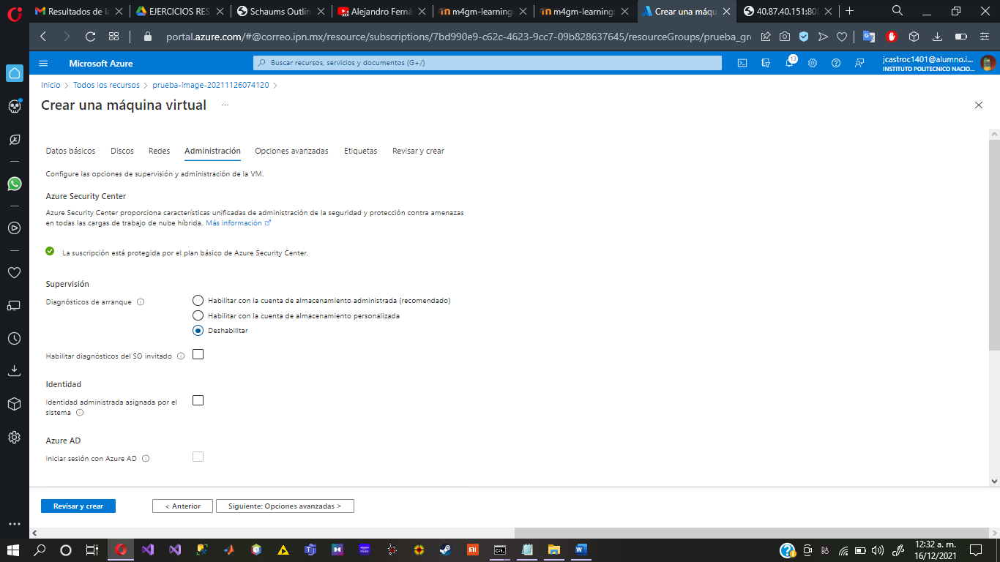 Resultados de la
EJERCICIOS RES
Schaums Outlin
Alejandro Ferná
m4gm-learning
m4gm-learning
Crear una máqu
40.87.40.151:808
portal.azure.com/#@correo.ipn.mx/resource/subscriptions/7bd990e9-c62c-4623-9cc7-09b828637645/resourceGroups/prueba_gr
Microsoft Azure
Buscar recursos, servicios y documentos (G+/)
13
jcastroc1401@alumno.i...
INSTITUTO POLITECNICO NACIO...
Inicio > Todos los recursos > prueba-image-20211126074120 >
Crear una máquina virtual ...
Datos básicos Discos Redes Administración Opciones avanzadas Etiquetas Revisar y crear
Configure las opciones de supervisión y administración de la VM.
Azure Security Center
Azure Security Center proporciona características unificadas de administración de la seguridad y protección contra amenazas
en todas las cargas de trabajo de nube híbrida. Más información
La suscripción está protegida por el plan básico de Azure Security Center.
Supervisión
Diagnósticos de arranque
Habilitar con la cuenta de almacenamiento administrada (recomendado)
Habilitar con la cuenta de almacenamiento personalizada
Deshabilitar
Habilitar diagnósticos del SO invitado
Identidad
Identidad administrada asignada por el
sistema
Azure AD
Iniciar sesión con Azure AD
Revisar y crear
< Anterior
Siguiente: Opciones avanzadas >
12:32 a. m.
16/12/2021